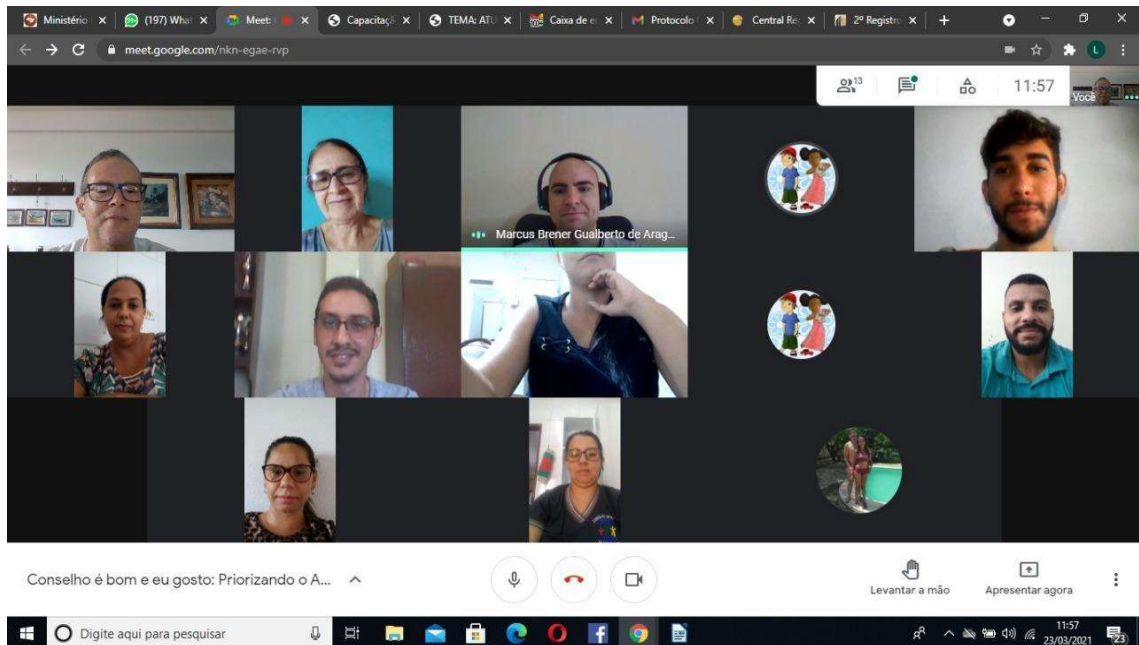 Ministério
(197) What
Meet:
Capacitaçã
TEMA: ATU
Caixa de e
Protocolo
Central Re
2º Registro
meet.google.com/nkn-egae-rvp
L
13
11:57
Você
Marcus Brener Gualberto de Arag...
Conselho é bom e eu gosto: Priorizando o A...
Levantar a mão
Apresentar agora
Digite aqui para pesquisar
11:57
23/03/2021
23